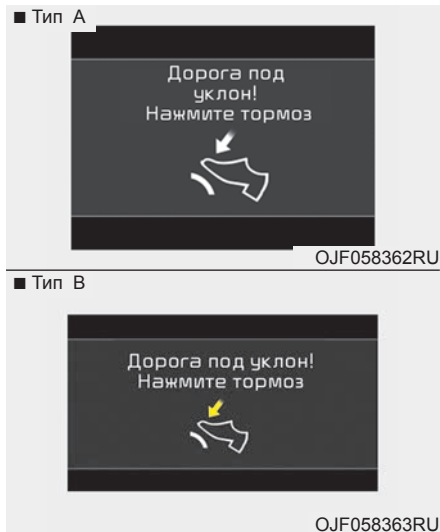 ■ Тип A
Дорога под
уклон!
Нажмите тормоз
OJF058362RU
■ Тип B
Дорога под уклон!
Нажмите тормоз
OJF058363RU